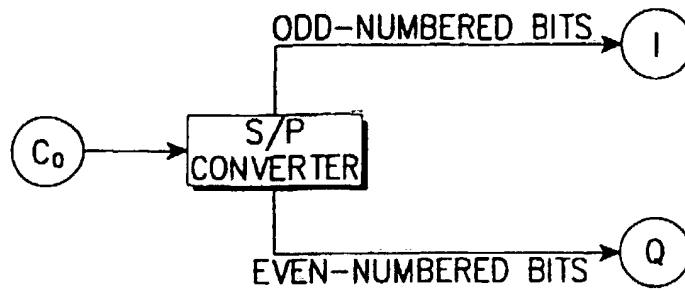 ODD-NUMBERED BITS
I
S/P
C₀
CONVERTER
Q
EVEN-NUMBERED BITS